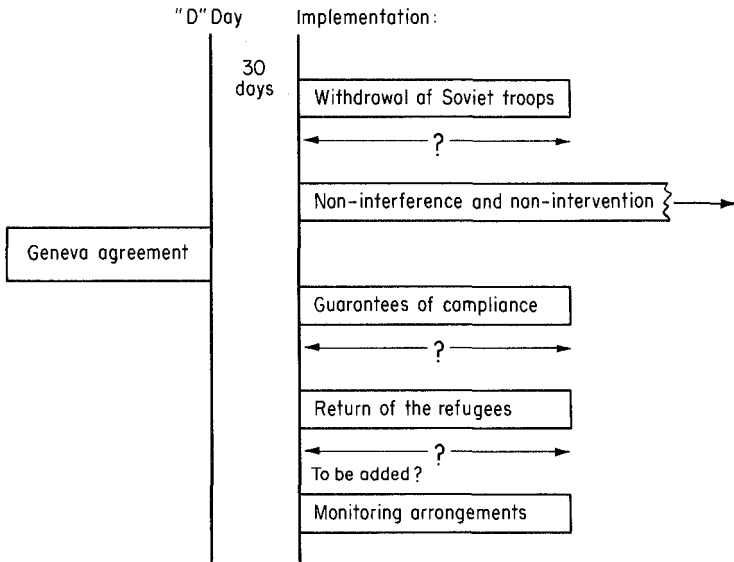 "D" Day
Implementation:
30
days
Withdrawal of Soviet troops
?
Non-interference and non-intervention
Geneva agreement
Guarantees of compliance
?
Return of the refugees
?
To be added?
Monitoring arrangements